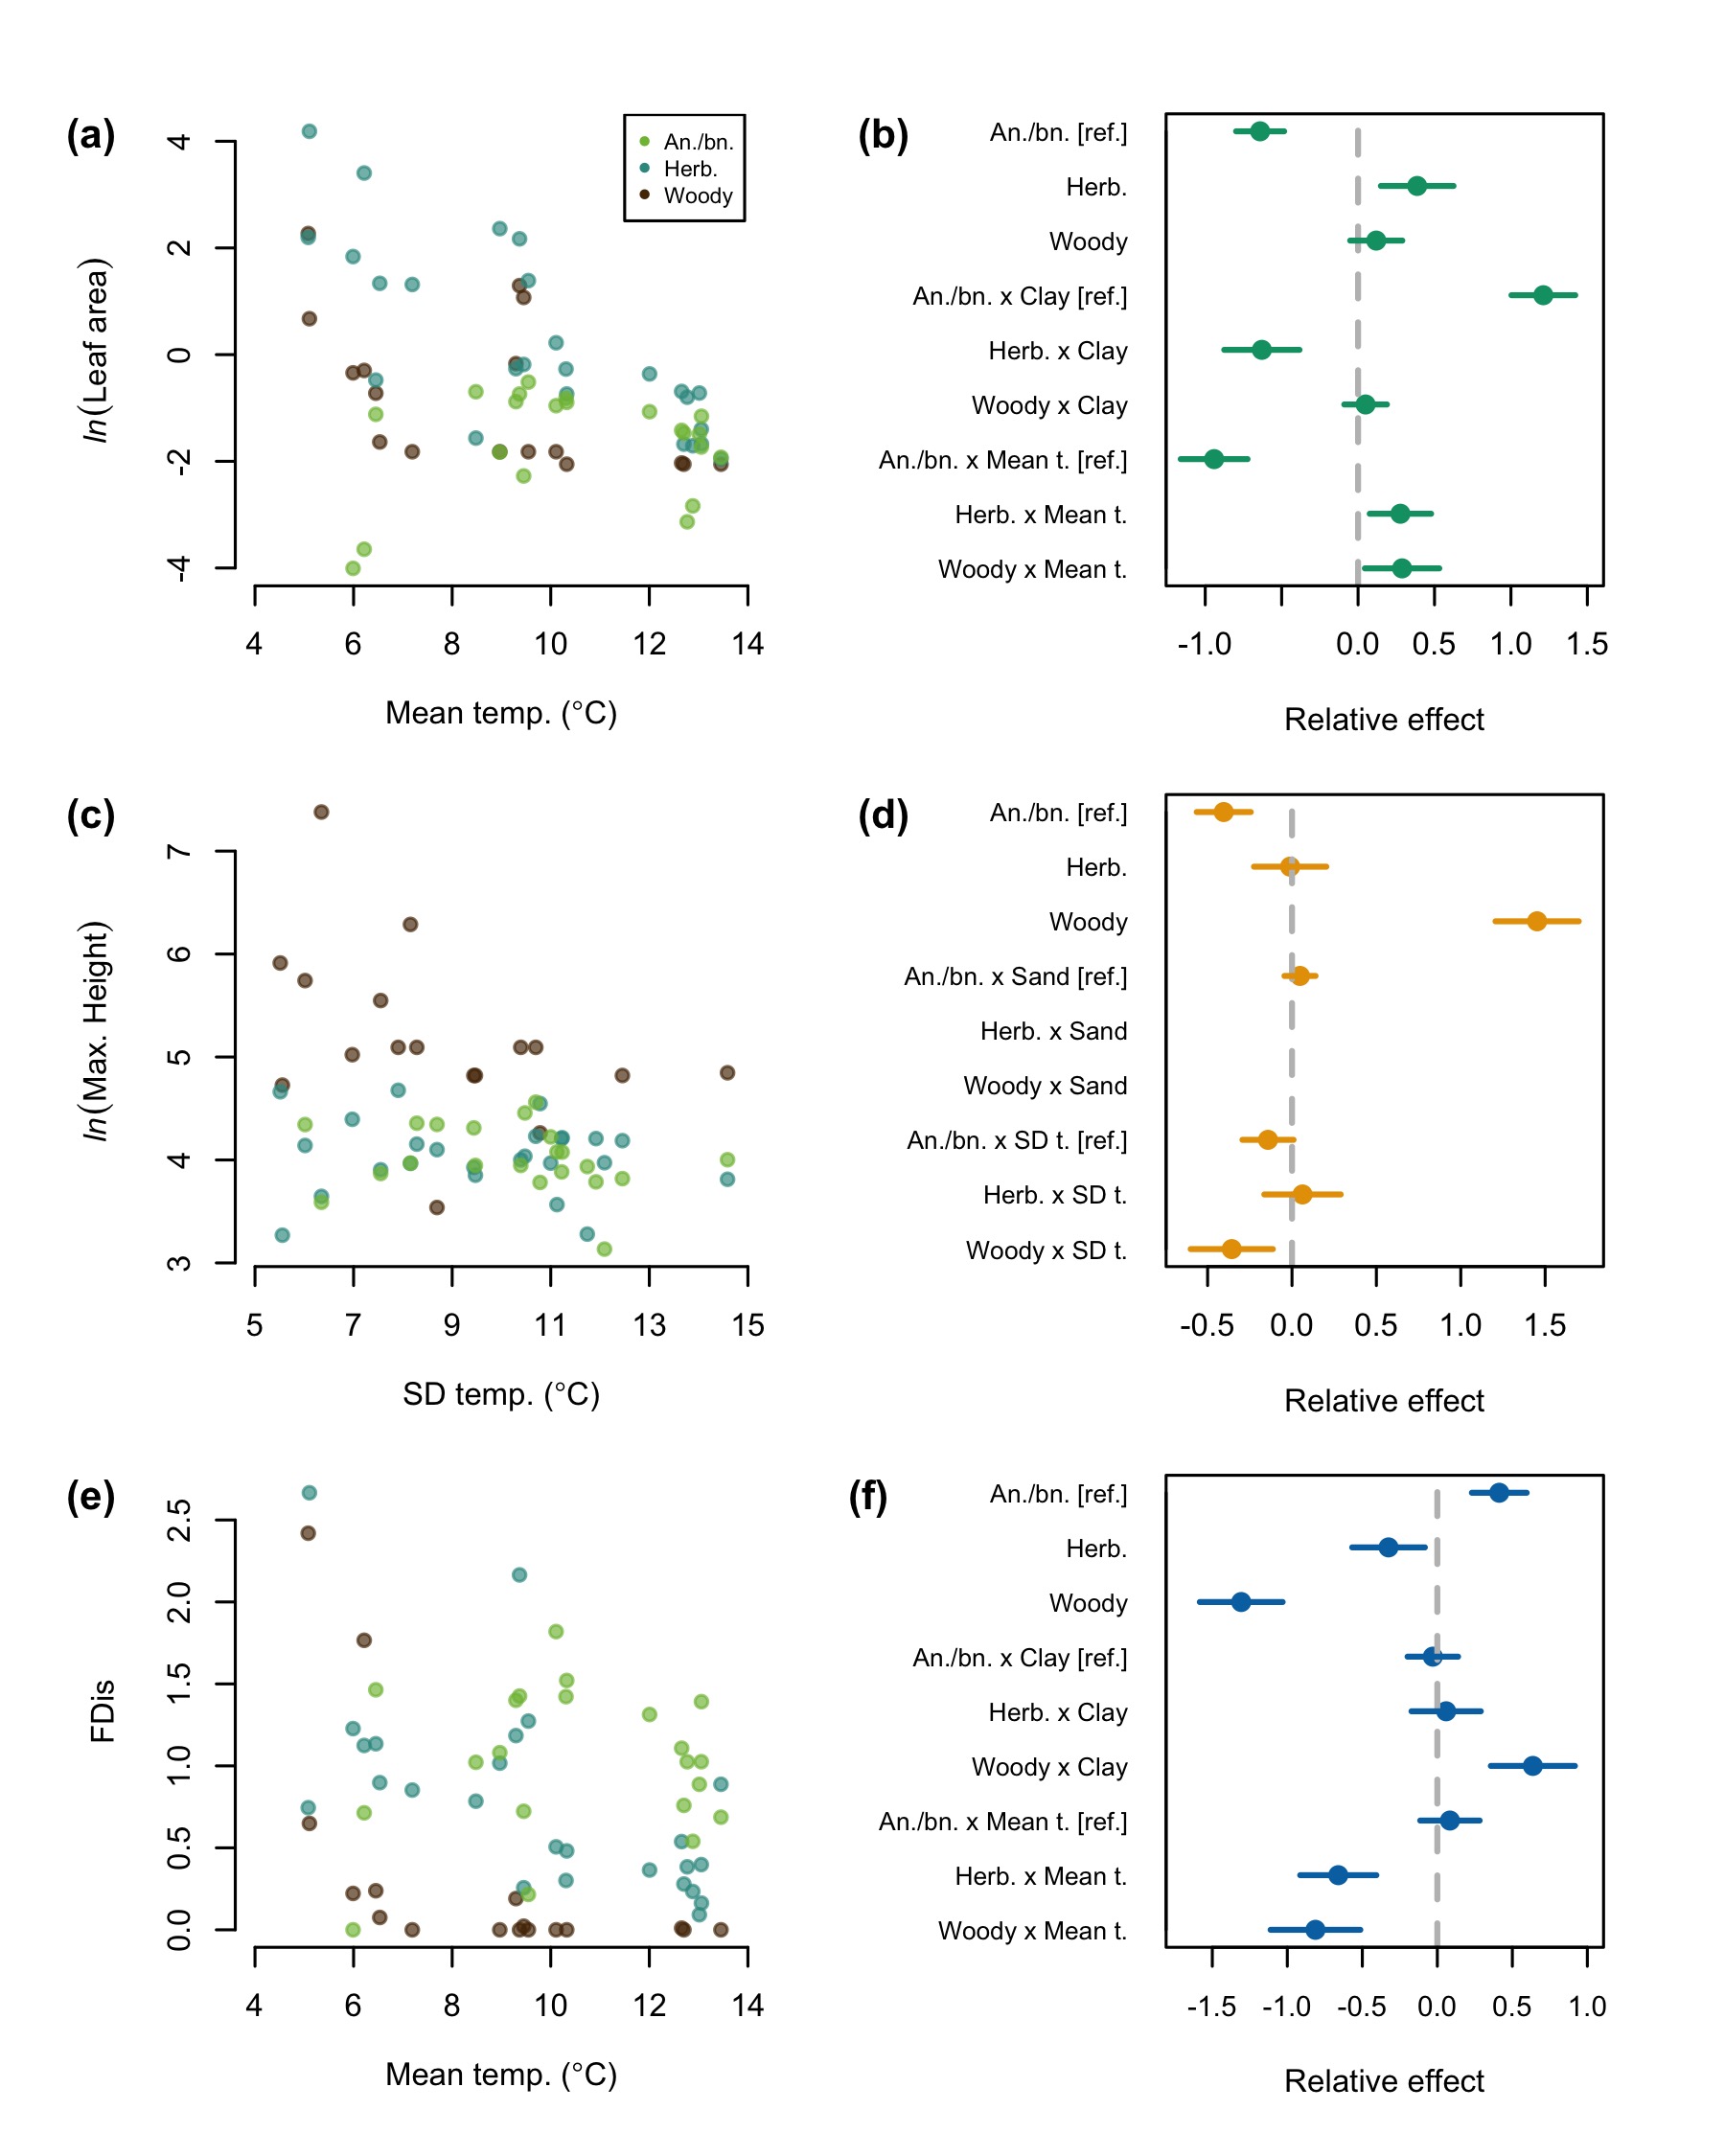 (a)
4
2
0
-2
-4
ln(Leaf area)
An./bn.
Herb.
Woody
4 6 8 10 12 14
Mean temp. (°C)
(b)
An./bn. [ref.]
Herb.
Woody
An./bn. x Clay [ref.]
Herb. x Clay
Woody x Clay
An./bn. x Mean t. [ref.]
Herb. x Mean t.
Woody x Mean t.
-1.0 0.0 0.5 1.0 1.5
Relative effect
(c)
7
6
5
4
3
ln(Max. Height)
5 7 9 11 13 15
SD temp. (°C)
(d)
An./bn. [ref.]
Herb.
Woody
An./bn. x Sand [ref.]
Herb. x Sand
Woody x Sand
An./bn. x SD t. [ref.]
Herb. x SD t.
Woody x SD t.
-0.5 0.0 0.5 1.0 1.5
Relative effect
(e)
2.5
2.0
1.5
1.0
0.5
0.0
FDis
4 6 8 10 12 14
Mean temp. (°C)
(f)
An./bn. [ref.]
Herb.
Woody
An./bn. x Clay [ref.]
Herb. x Clay
Woody x Clay
An./bn. x Mean t. [ref.]
Herb. x Mean t.
Woody x Mean t.
-1.5 -1.0 -0.5 0.0 0.5 1.0
Relative effect